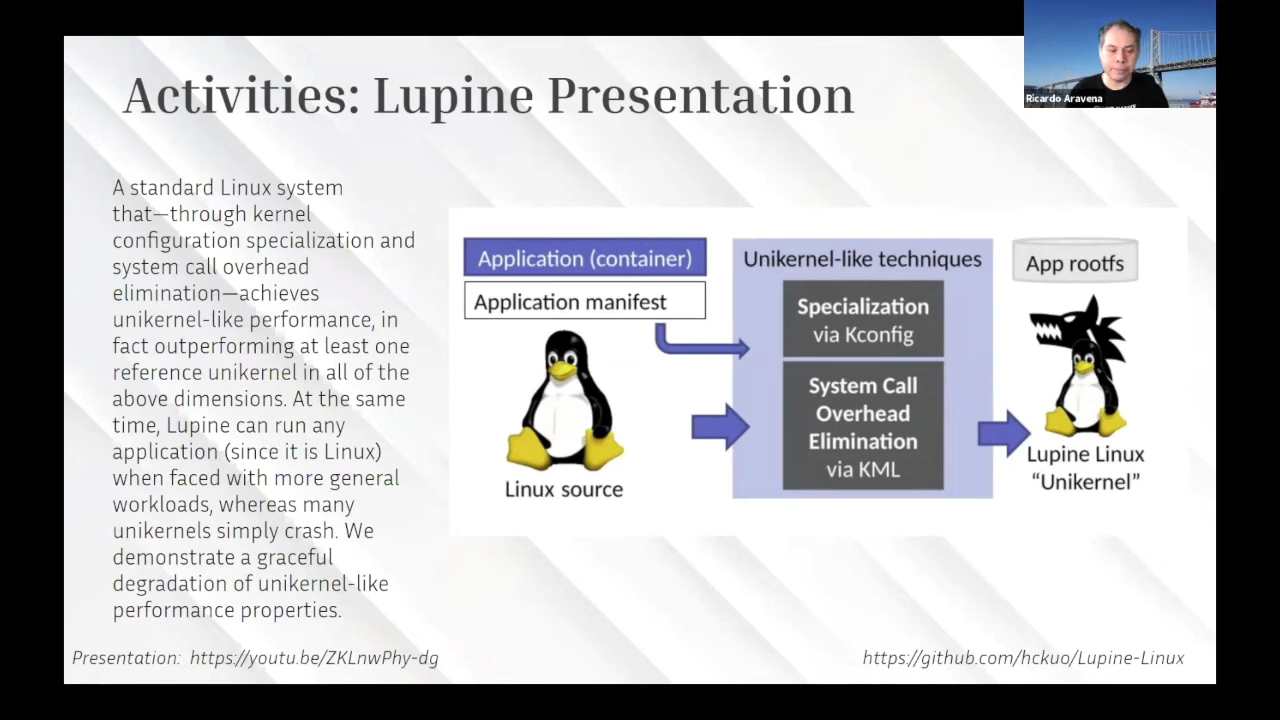 Activities: Lupine Presentation
Ricardo Aravena
A standard Linux system
that—through kernel
configuration specialization and
system call overhead
elimination—achieves
unikernel-like performance, in
fact outperforming at least one
reference unikernel in all of the
above dimensions. At the same
time, Lupine can run any
application (since it is Linux)
when faced with more general
workloads, whereas many
unikernels simply crash. We
demonstrate a graceful
degradation of unikernel-like
performance properties.
Application (container)
Application manifest
Linux source
Unikernel-like techniques
Specialization
via Kconfig
System Call
Overhead
Elimination
via KML
App rootfs
Lupine Linux
“Unikernel”
Presentation: https://youtu.be/ZKLnwPhy-dg
https://github.com/hckuo/Lupine-Linux